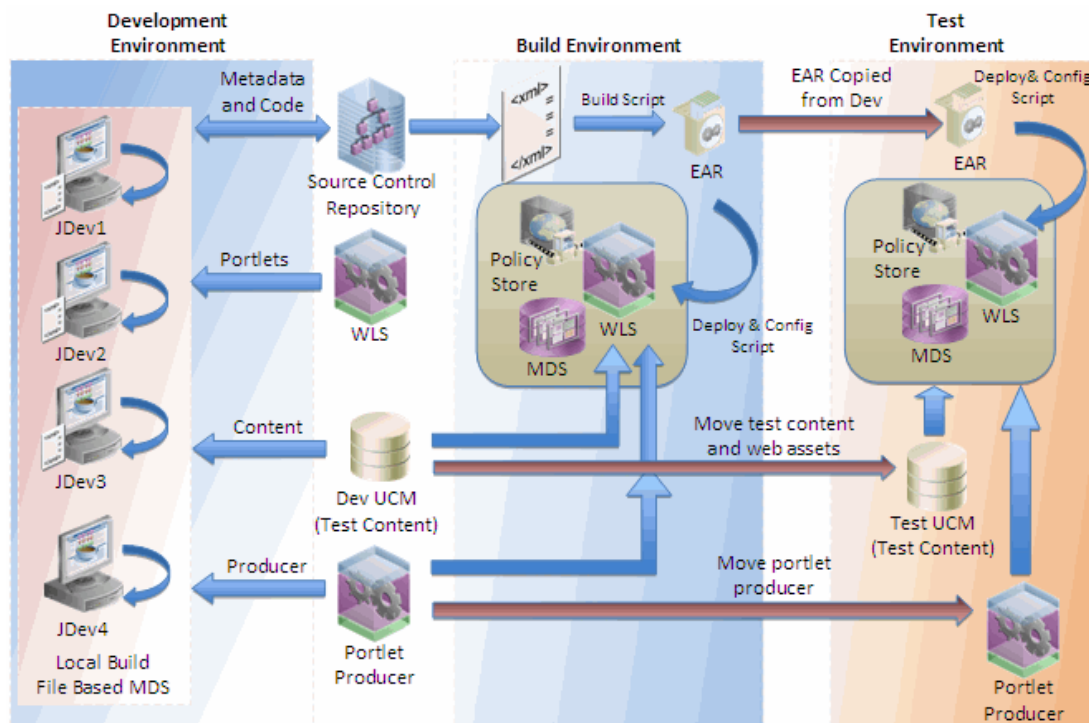 Development
Environment
Build Environment
Test
Environment
Metadata
and Code
<xml>
=
=
=
</xml>
Build Script
EAR
EAR Copied
from Dev
Deploy& Config
Script
EAR
JDev1
Source Control
Repository
Portlets
WLS
Policy
Store
WLS
MDS
Deploy & Config
Script
Policy
Store
WLS
MDS
JDev2
Content
Dev UCM
(Test Content)
Move test content
and web assets
Test UCM
(Test Content)
JDev3
Producer
Portlet
Producer
Move portlet
producer
Portlet
Producer
JDev4
Local Build
File Based MDS